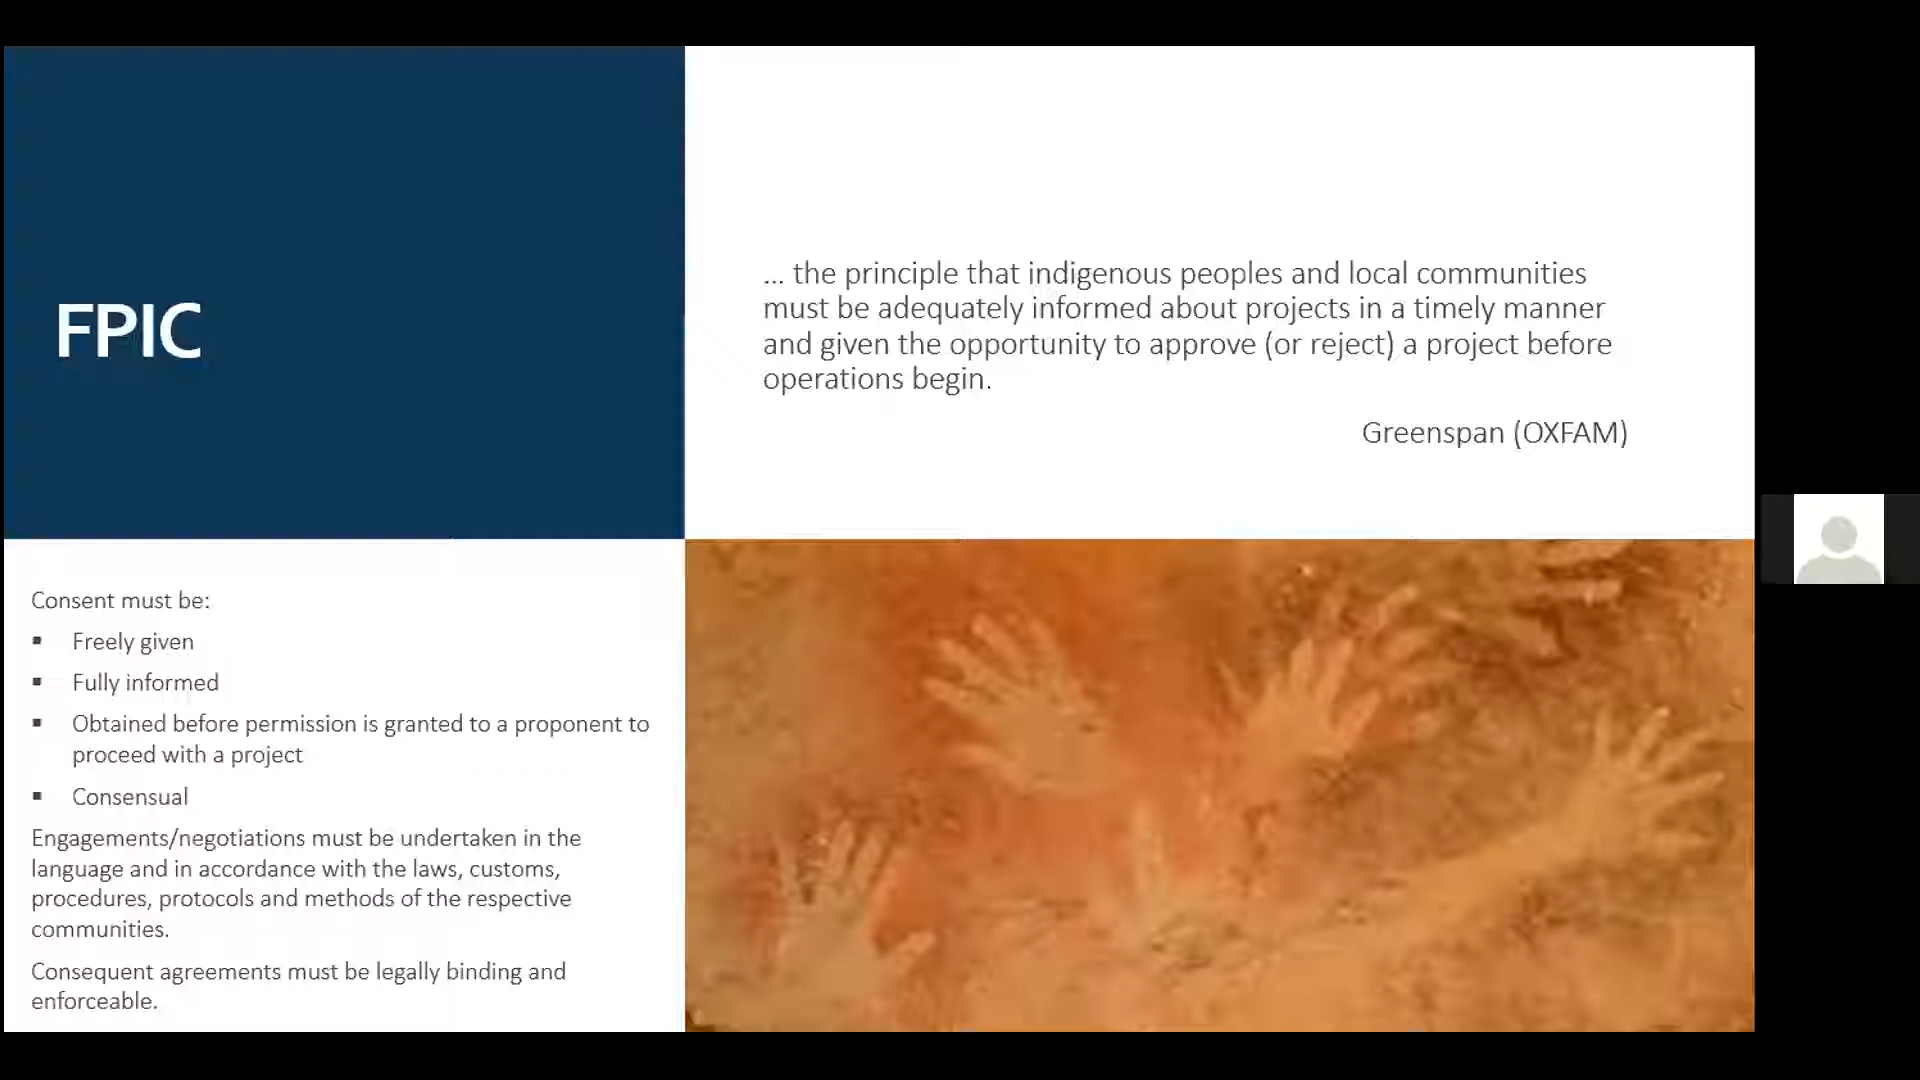 FPIC
... the principle that indigenous peoples and local communities
must be adequately informed about projects in a timely manner
and given the opportunity to approve (or reject) a project before
operations begin.
Greenspan (OXFAM)
Consent must be:
▪ Freely given
▪ Fully informed
▪ Obtained before permission is granted to a proponent to
proceed with a project
▪ Consensual
Engagements/negotiations must be undertaken in the
language and in accordance with the laws, customs,
procedures, protocols and methods of the respective
communities.
Consequent agreements must be legally binding and
enforceable.